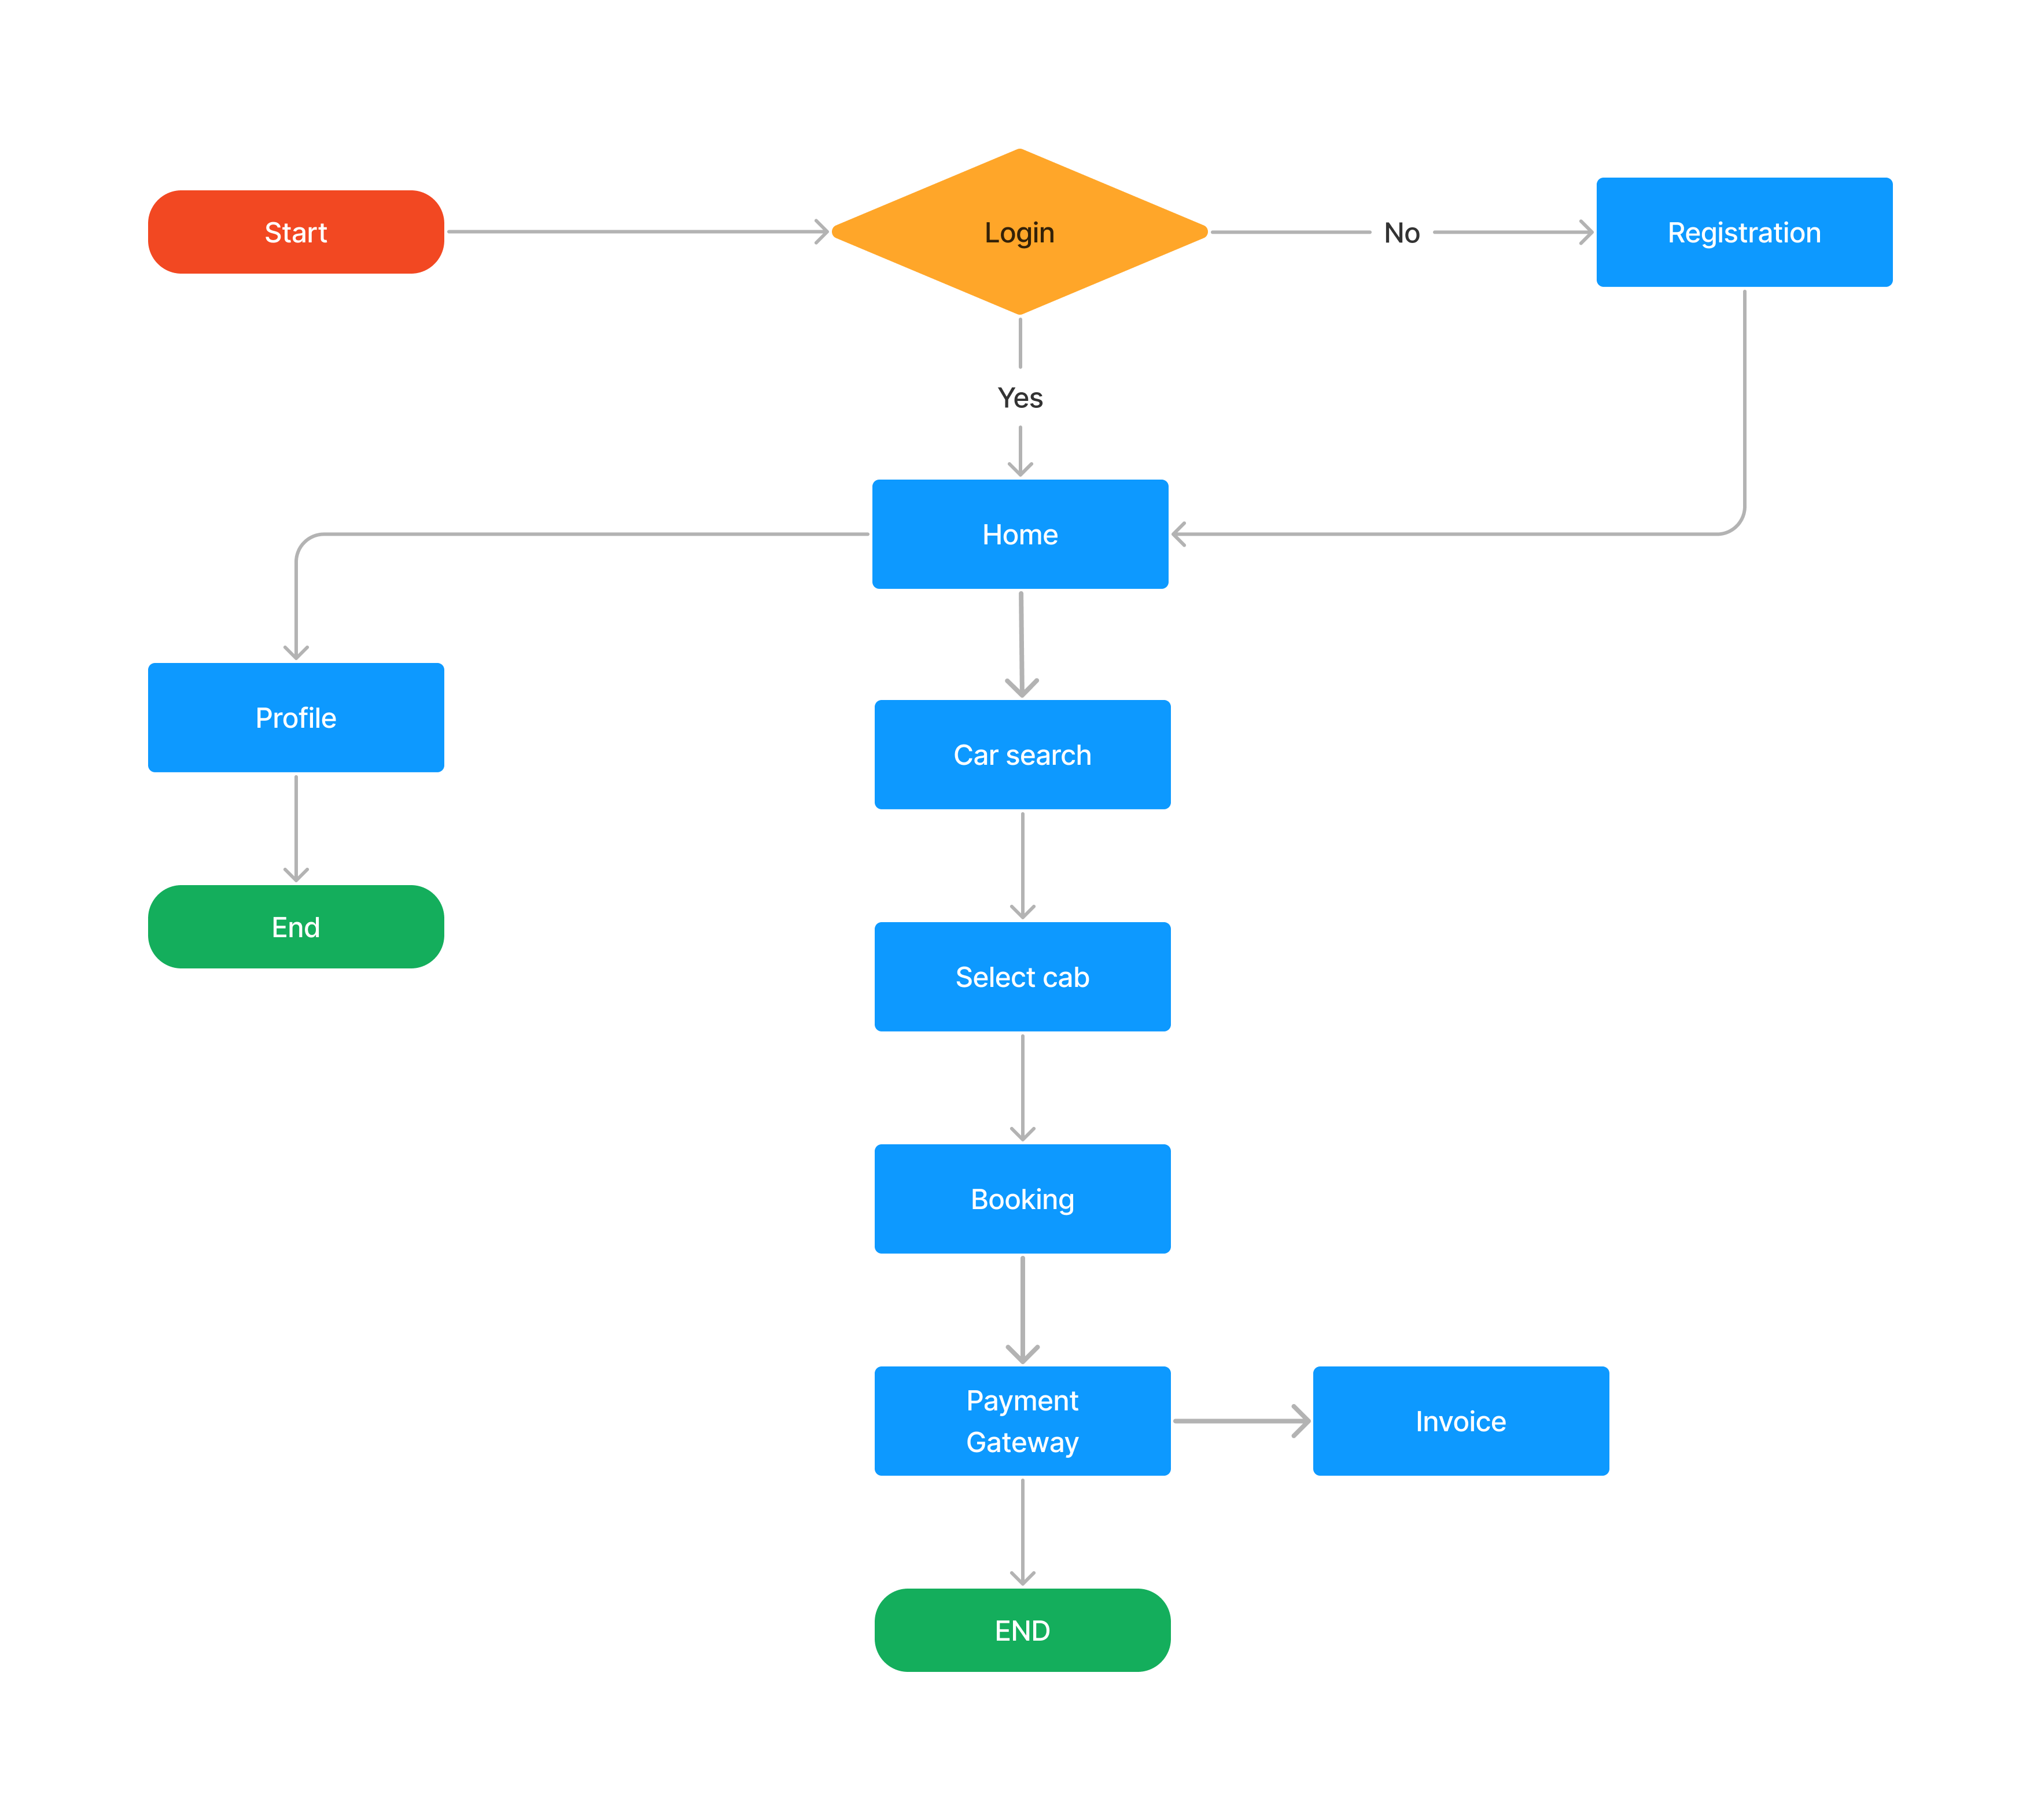 Start
Login
No
Registration
Yes
Home
Profile
Car search
End
Select cab
Booking
Payment
Gateway
Invoice
END